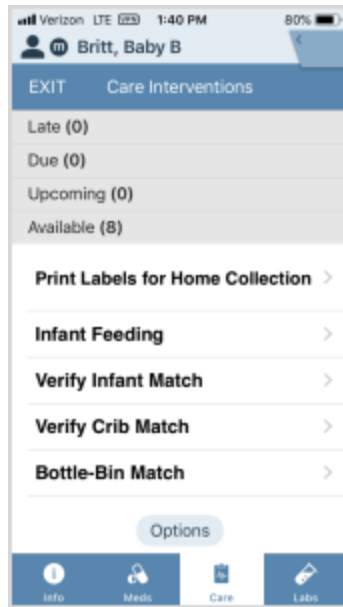 Verizon LTE 1:40 PM 80%
m Britt, Baby B
EXIT Care Interventions
Late (0)
Due (0)
Upcoming (0)
Available (8)
Print Labels for Home Collection
Infant Feeding
Verify Infant Match
Verify Crib Match
Bottle-Bin Match
Options
Info Meds Care Labs